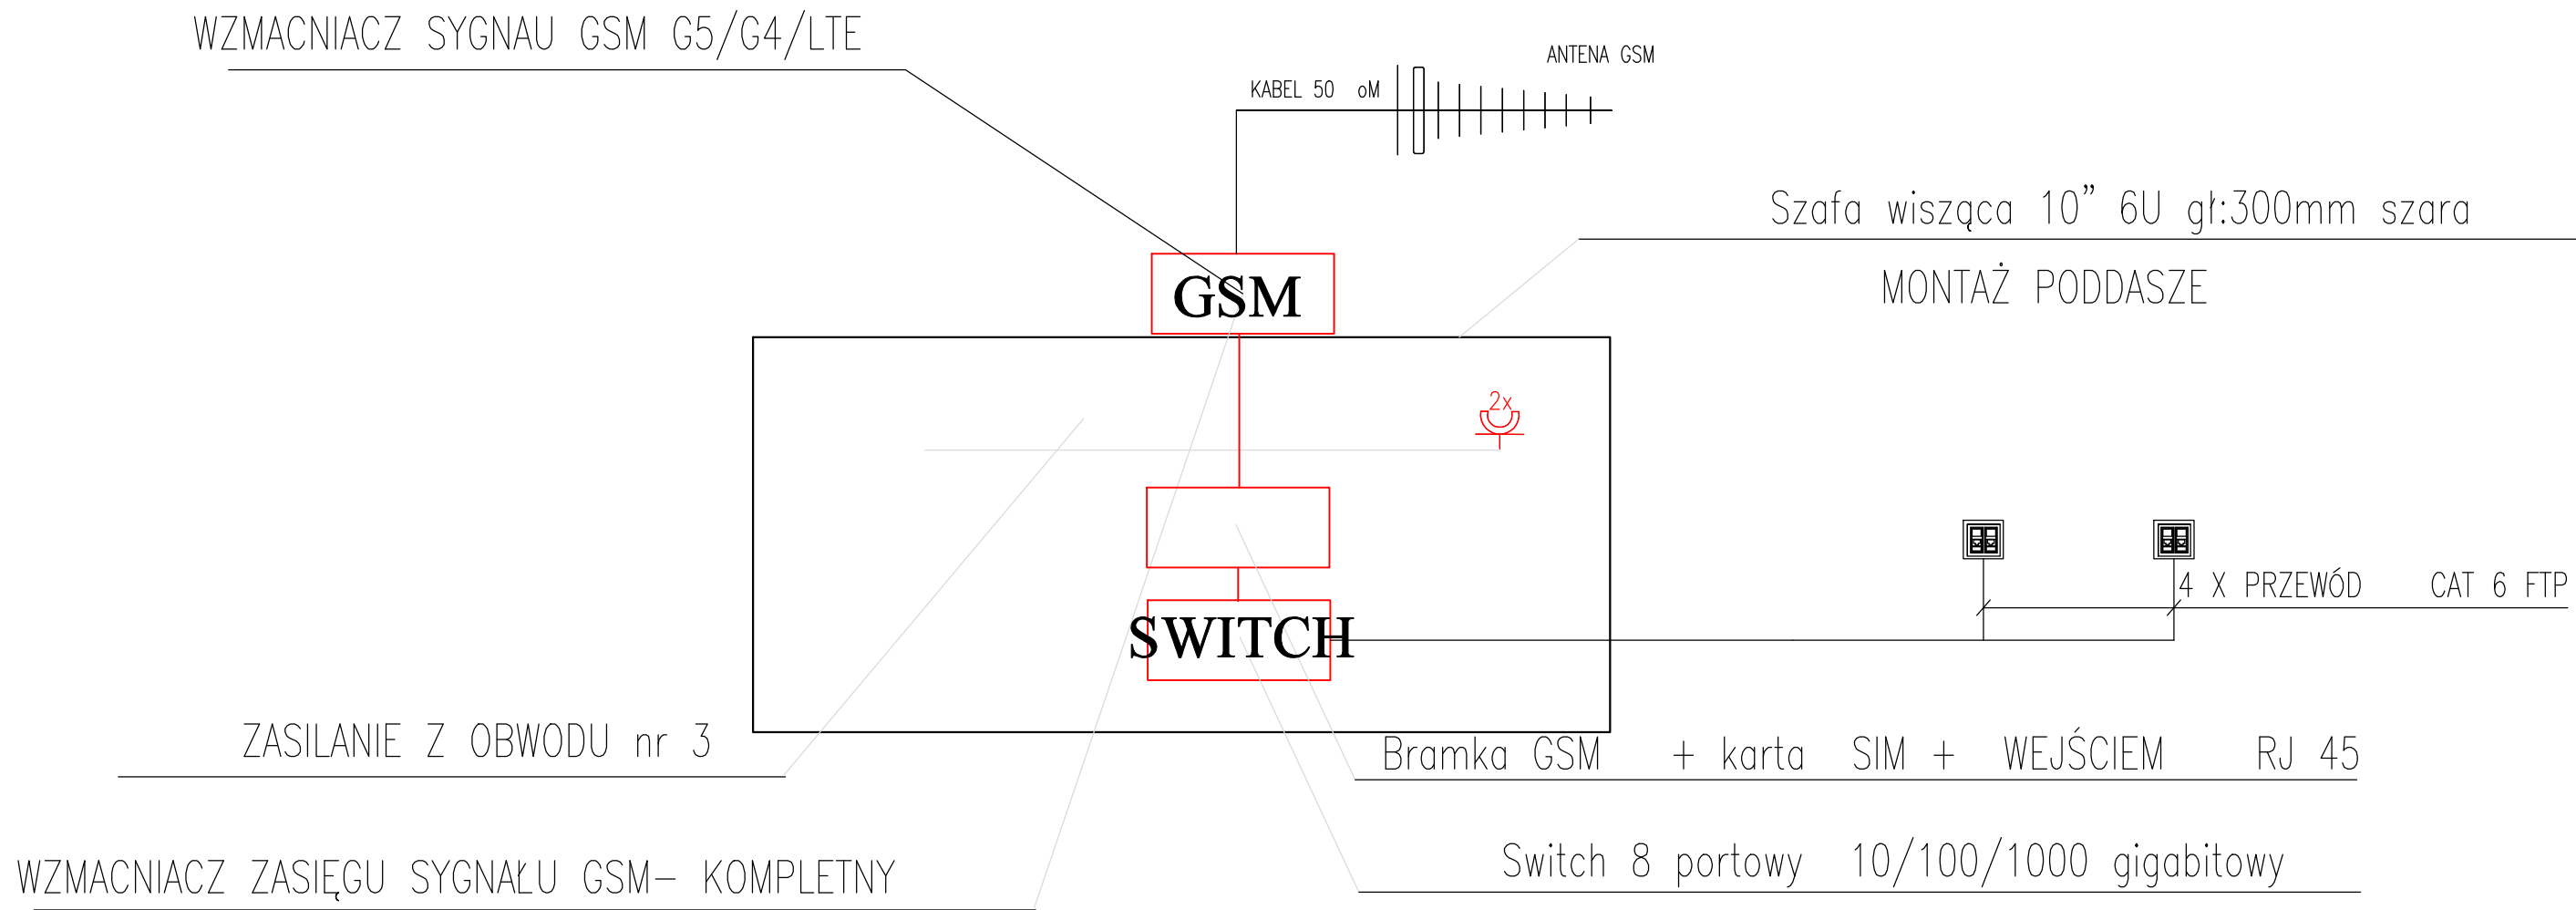 WZMACNIACZ SYGNAU GSM G5/G4/LTE
ANTENA GSM
KABEL 50 oM
Szafa wisząca 10” 6U gł:300mm szara
MONTAŻ PODDASZE
GSM
2x
4 X PRZEWÓD CAT 6 FTP
SWITCH
ZASILANIE Z OBWODU nr 3
Bramka GSM + karta SIM + WEJŚCIEM RJ 45
Switch 8 portowy 10/100/1000 gigabitowy
WZMACNIACZ ZASIĘGU SYGNAŁU GSM– KOMPLETNY